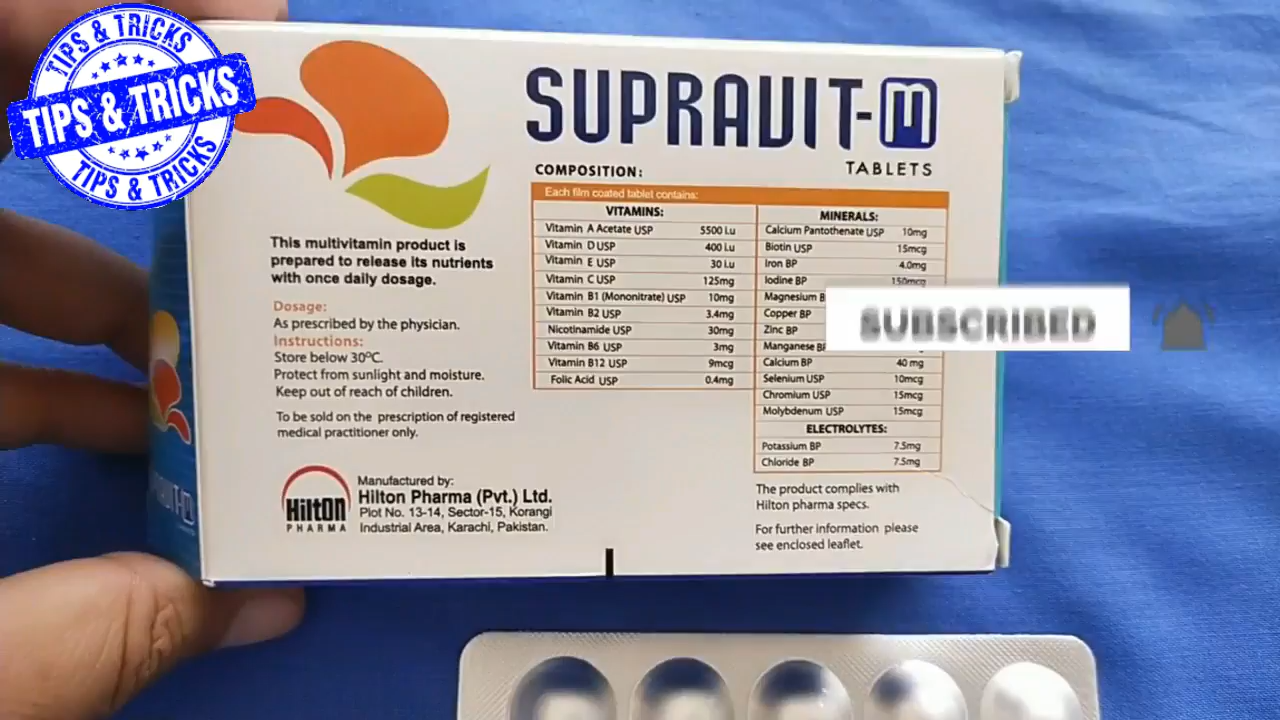 TIPS & TRICKS
TIPS & TRICKS
TIPS & TRICKS
SUPRAVIT-M
TABLETS
This multivitamin product is
prepared to release its nutrients
with once daily dosage.
Dosage:
As prescribed by the physician.
Instructions:
Store below 30ºC.
Protect from sunlight and moisture.
Keep out of reach of children.
To be sold on the prescription of registered
medical practitioner only.
HiltOn
PHARMA
Manufactured by:
Hilton Pharma (Pvt.) Ltd.
Plot No. 13-14, Sector-15, Korangi
Industrial Area, Karachi, Pakistan.
COMPOSITION:
Each film coated tablet contains:
VITAMINS:
Vitamin A Acetate USP 5500 i.u
Vitamin D USP 400 i.u
Vitamin E USP 30 i.u
Vitamin C USP 125mg
Vitamin B1 (Mononitrate) USP 10mg
Vitamin B2 USP 3.4mg
Nicotinamide USP 30mg
Vitamin B6 USP 3mg
Vitamin B12 USP 9mcg
Folic Acid USP 0.4mg
MINERALS:
Calcium Pantothenate USP 10mg
Biotin USP 15mcg
Iron BP 4.0mg
Iodine BP 150mcg
Magnesium B
Copper BP
Zinc BP
Manganese BP
Calcium BP 40 mg
Selenium USP 10mcg
Chromium USP 15mcg
Molybdenum USP 15mcg
ELECTROLYTES:
Potassium BP 7.5mg
Chloride BP 7.5mg
The product complies with
Hilton pharma specs.
For further information please
see enclosed leaflet.
SUBSCRIBED